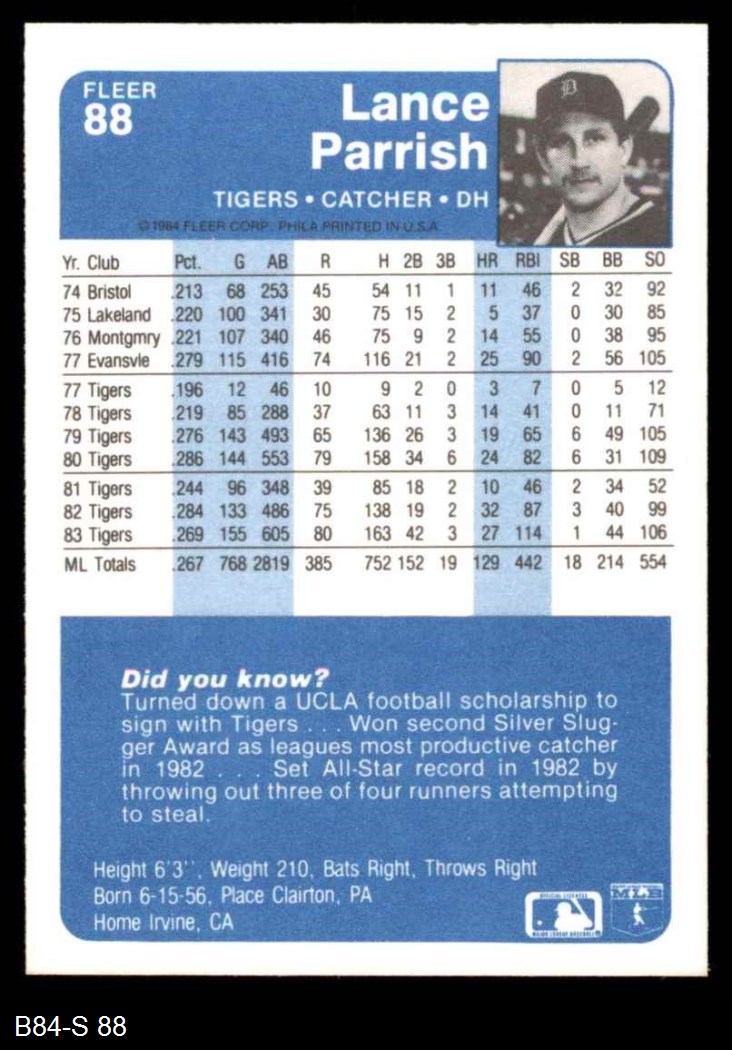 FLEER
88
Lance
Parrish
TIGERS • CATCHER • DH
© 1984 FLEER CORP. PHILA PRINTED IN U.S.A.
Yr. Club Pct. G AB R H 2B 3B HR RBI SB BB SO
74 Bristol .213 68 253 45 54 11 1 11 46 2 32 92
75 Lakeland .220 100 341 30 75 15 2 5 37 0 30 85
76 Montgmry .221 107 340 46 75 9 2 14 55 0 38 95
77 Evansvle .279 115 416 74 116 21 2 25 90 2 56 105
77 Tigers .196 12 46 10 9 2 0 3 7 0 5 12
78 Tigers .219 85 288 37 63 11 3 14 41 0 11 71
79 Tigers .276 143 493 65 136 26 3 19 65 6 49 105
80 Tigers .286 144 553 79 158 34 6 24 82 6 31 109
81 Tigers .244 96 348 39 85 18 2 10 46 2 34 52
82 Tigers .284 133 486 75 138 19 2 32 87 3 40 99
83 Tigers .269 155 605 80 163 42 3 27 114 1 44 106
ML Totals .267 768 2819 385 752 152 19 129 442 18 214 554
Did you know?
Turned down a UCLA football scholarship to
sign with Tigers . . . Won second Silver Slug-
ger Award as leagues most productive catcher
in 1982 . . . Set All-Star record in 1982 by
throwing out three of four runners attempting
to steal.
Height 6'3'', Weight 210, Bats Right, Throws Right
Born 6-15-56, Place Clairton, PA
Home Irvine, CA
OFFICIAL LICENSEE
MAJOR LEAGUE BASEBALL
B84-S 88